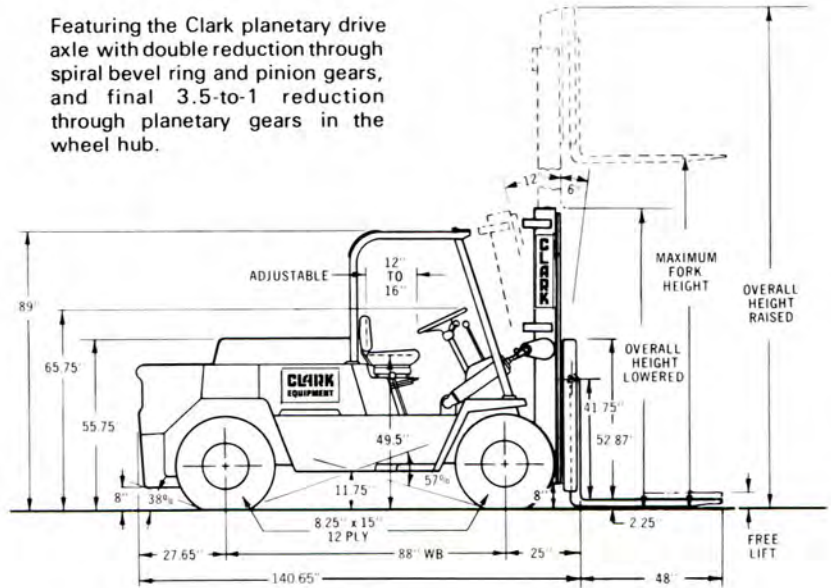 Featuring the Clark planetary drive
axle with double reduction through
spiral bevel ring and pinion gears,
and final 3.5-to-1 reduction
through planetary gears in the
wheel hub.
12°
6°
CLARK
12"
TO
16"
ADJUSTABLE
MAXIMUM
FORK
HEIGHT
OVERALL
HEIGHT
RAISED
89"
65.75"
OVERALL
HEIGHT
LOWERED
55.75"
CLARK
EQUIPMENT
41.75"
49.5"
52.87"
57%
11.75"
8"
38%
8"
8.25" x 15"
12 PLY
2.25"
FREE
LIFT
27.65"
88" WB
25"
140.65"
48"